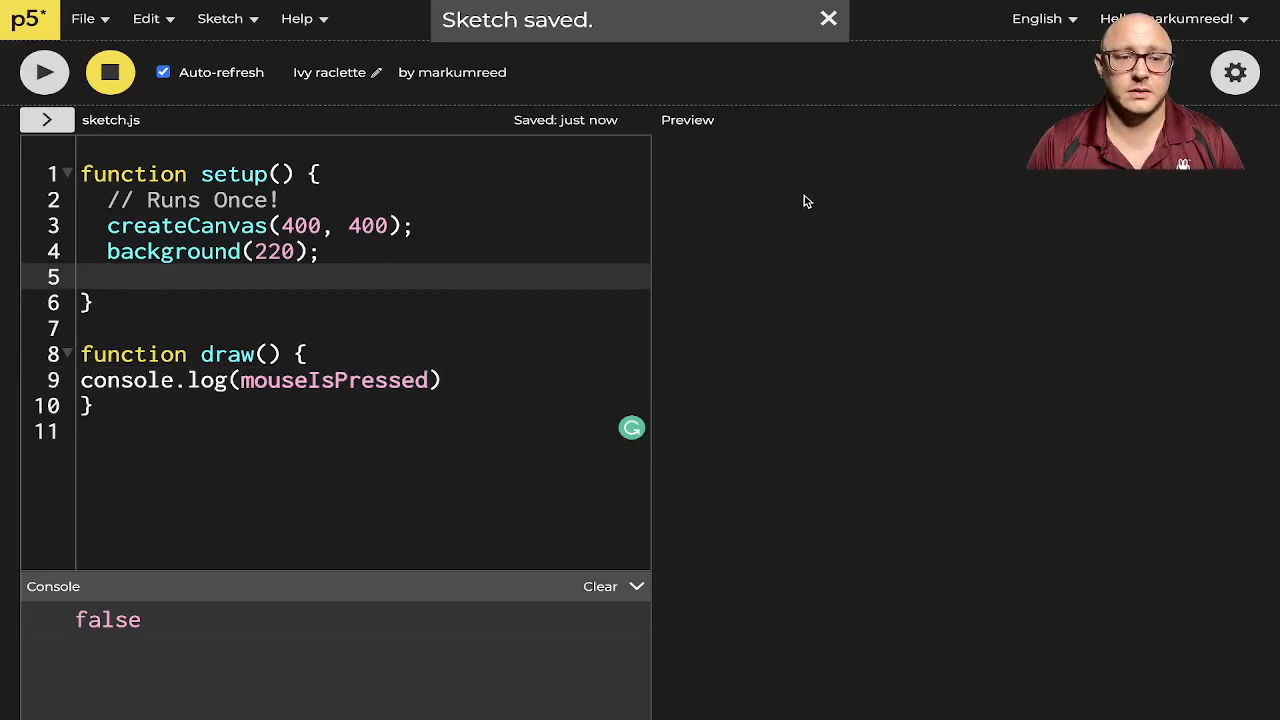 p5*
File
Edit
Sketch
Help
Sketch saved.
English
Auto-refresh
Ivy raclette
by markumreed
sketch.js
Saved: just now
Preview
1 function setup() {
2 // Runs Once!
3 createCanvas(400, 400);
4 background(220);
5
6 }
7
8 function draw() {
9 console.log(mouseIsPressed)
10 }
11
Console
Clear
false